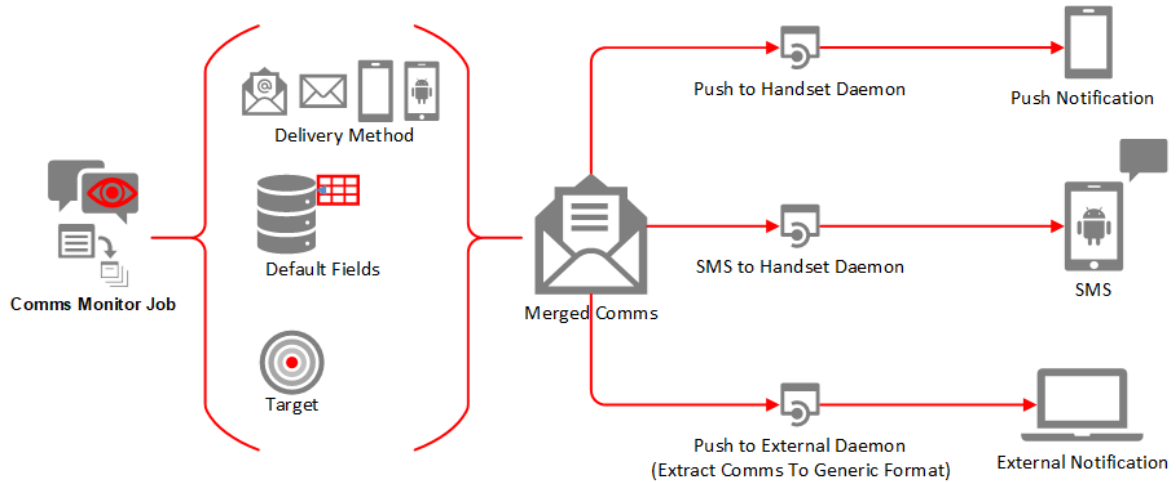 Delivery Method
Default Fields
Target
Comms Monitor Job
Merged Comms
Push to Handset Daemon
Push Notification
SMS to Handset Daemon
SMS
Push to External Daemon
(Extract Comms To Generic Format)
External Notification
@